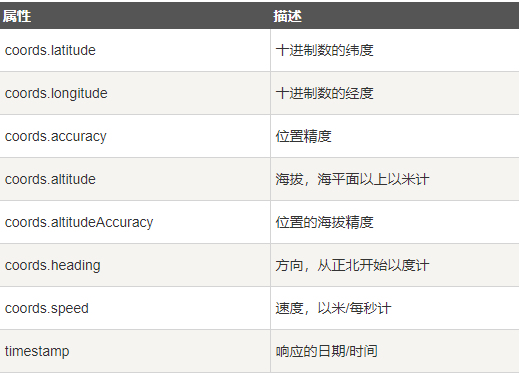 属性 描述
coords.latitude 十进制数的纬度
coords.longitude 十进制数的经度
coords.accuracy 位置精度
coords.altitude 海拔，海平面以上以米计
coords.altitudeAccuracy 位置的海拔精度
coords.heading 方向，从正北开始以度计
coords.speed 速度，以米/每秒计
timestamp 响应的日期/时间